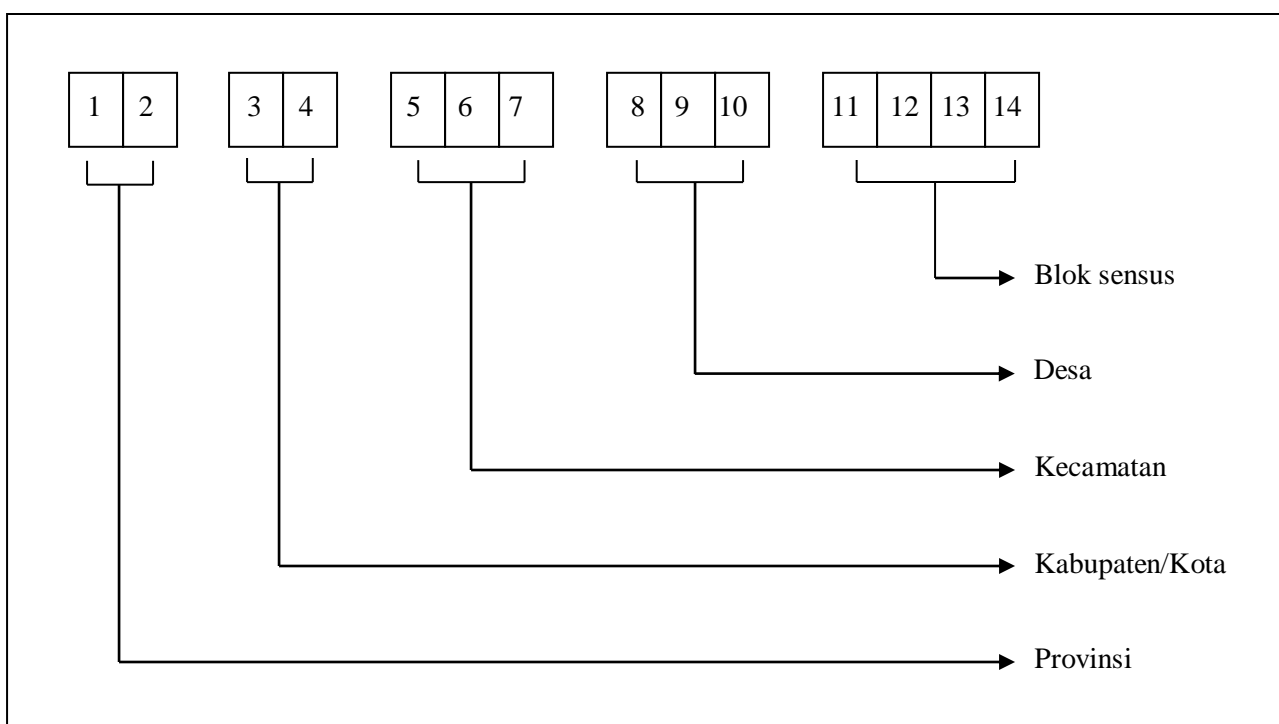 1 2 3 4 5 6 7 8 9 10 11 12 13 14
Blok sensus
Desa
Kecamatan
Kabupaten/Kota
Provinsi